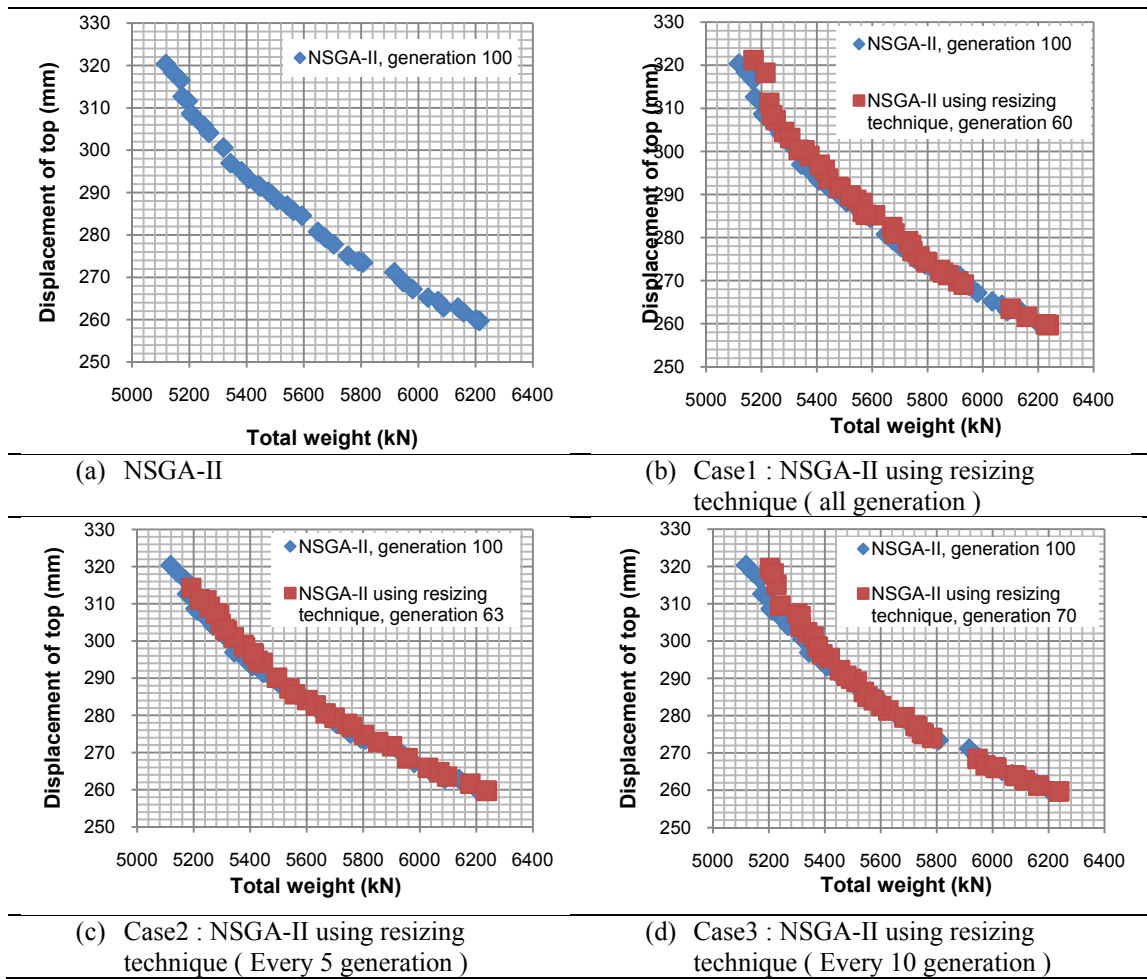 330
320
310
300
290
280
270
260
250
Displacement of top (mm)
NSGA-II, generation 100
5000 5200 5400 5600 5800 6000 6200 6400
Total weight (kN)
(a) NSGA-II
330
320
310
300
290
280
270
260
250
Displacement of top (mm)
NSGA-II, generation 100
NSGA-II using resizing
technique, generation 60
5000 5200 5400 5600 5800 6000 6200 6400
Total weight (kN)
(b) Case1 : NSGA-II using resizing
technique ( all generation )
330
320
310
300
290
280
270
260
250
Displacement of top (mm)
NSGA-II, generation 100
NSGA-II using resizing
technique, generation 63
5000 5200 5400 5600 5800 6000 6200 6400
Total weight (kN)
(c) Case2 : NSGA-II using resizing
technique ( Every 5 generation )
330
320
310
300
290
280
270
260
250
Displacement of top (mm)
NSGA-II, generation 100
NSGA-II using resizing
technique, generation 70
5000 5200 5400 5600 5800 6000 6200 6400
Total weight (kN)
(d) Case3 : NSGA-II using resizing
technique ( Every 10 generation )